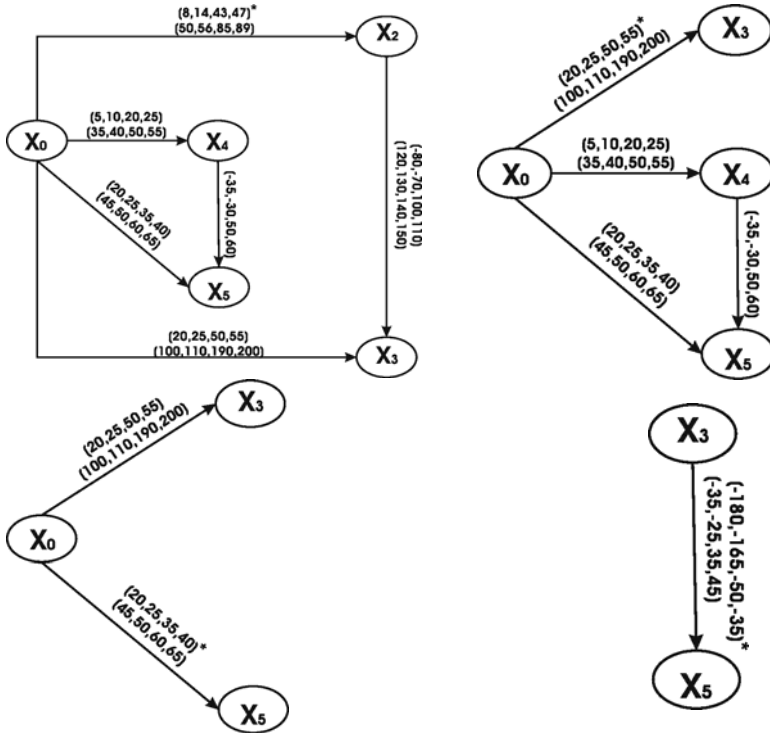 (8,14,43,47)*
(50,56,85,89)
X2
X0
(5,10,20,25)
(35,40,50,55)
X4
(20,25,35,40)
(45,50,60,65)
(-35,-30,50,60)
(-80,-70,100,110)
(120,130,140,150)
X5
(20,25,50,55)
(100,110,190,200)
X3
X3
(20,25,50,55)*
(100,110,190,200)
X0
(5,10,20,25)
(35,40,50,55)
X4
(20,25,35,40)
(45,50,60,65)
(-35,-30,50,60)
X5
X3
(20,25,50,55)
(100,110,190,200)
X0
(20,25,35,40)*
(45,50,60,65)
X5
X3
(-180,-165,-50,-35)*
(-35,-25,35,45)
X5